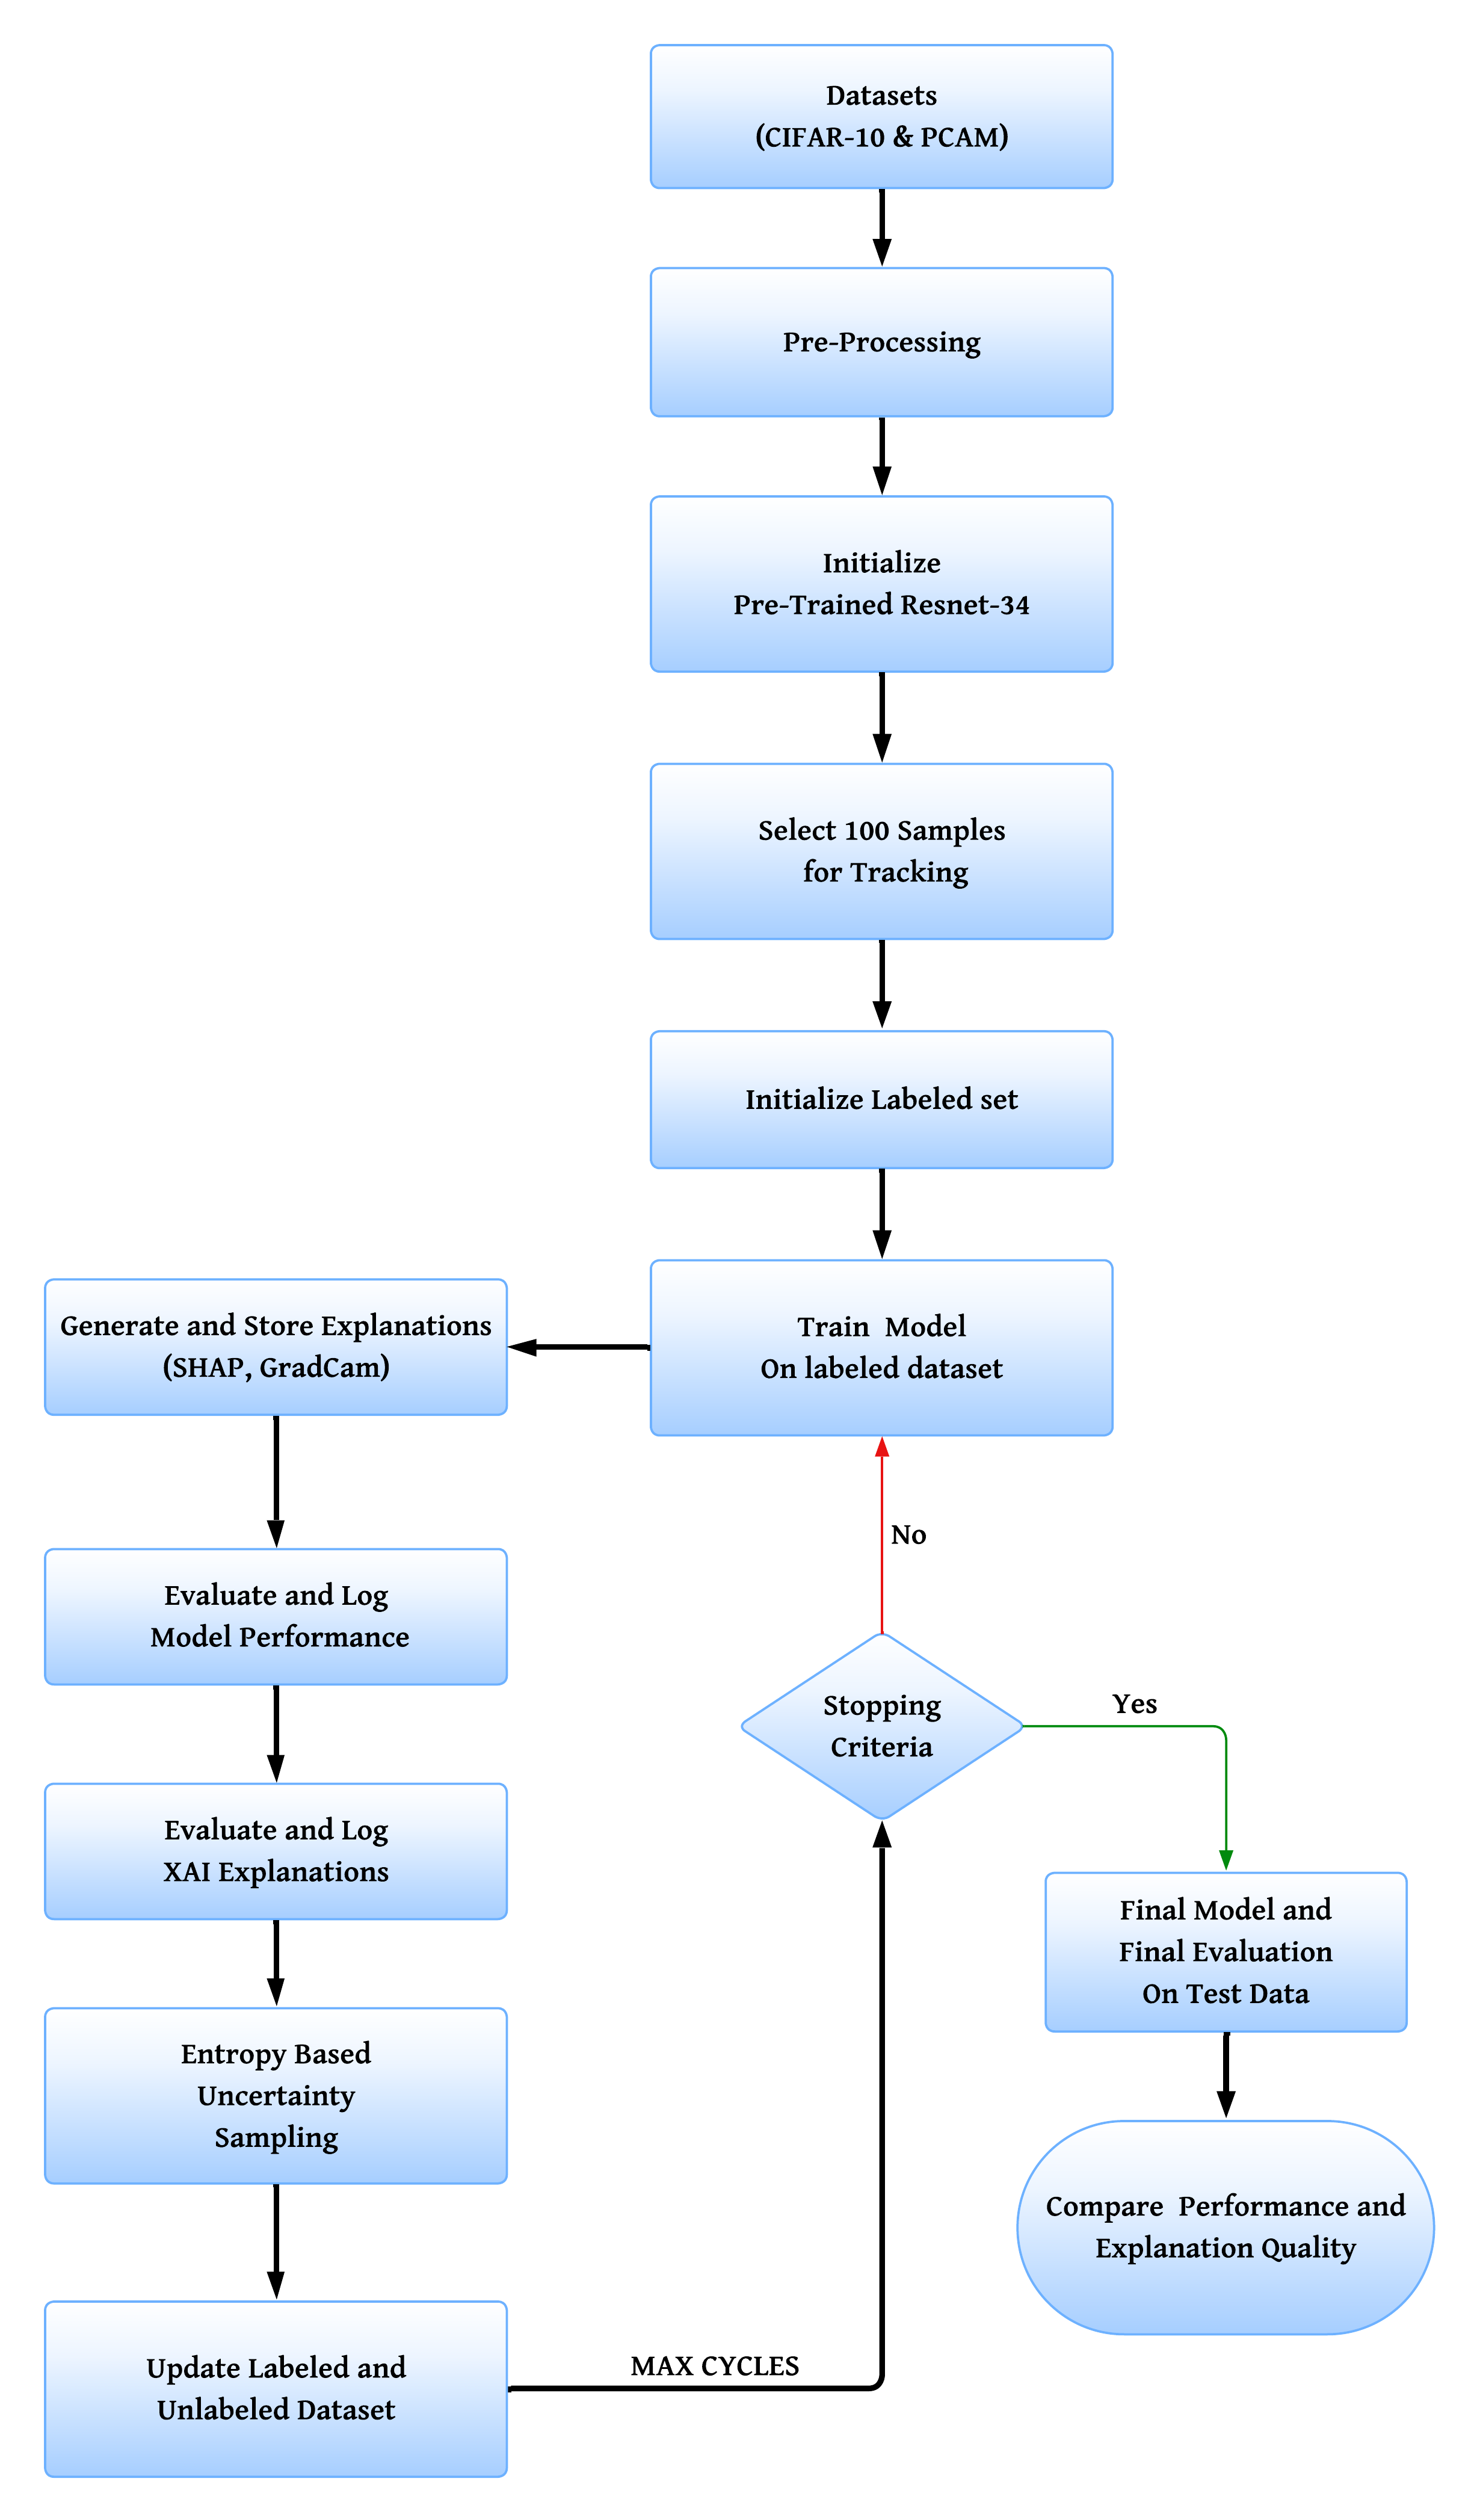 Datasets
(CIFAR-10 & PCAM)
Pre-Processing
Initialize
Pre-Trained Resnet-34
Select 100 Samples
for Tracking
Initialize Labeled set
Train Model
On labeled dataset
Generate and Store Explanations
(SHAP, GradCam)
Evaluate and Log
Model Performance
Evaluate and Log
XAI Explanations
Entropy Based
Uncertainty
Sampling
Update Labeled and
Unlabeled Dataset
MAX CYCLES
Stopping
Criteria
No
Yes
Final Model and
Final Evaluation
On Test Data
Compare Performance and
Explanation Quality